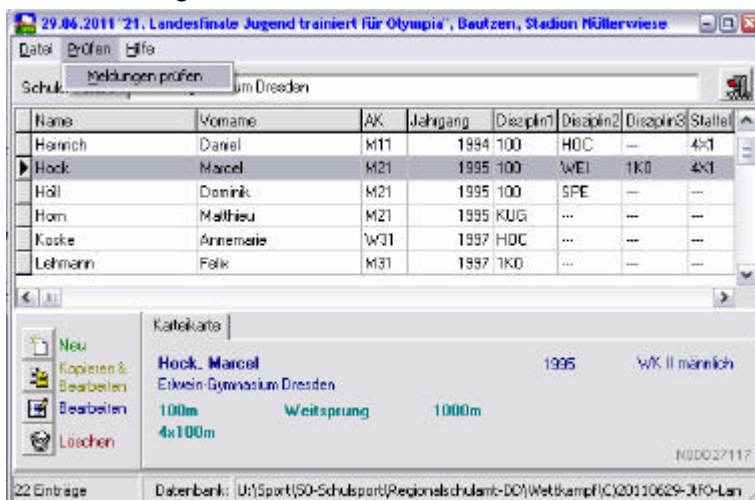 29.06.2011 "21. Landesfinale Jugend trainiert für Olympia", Bautzen, Stadion Müllerwiese
Datei Prüfen Hilfe
Meldungen prüfen
um Dresden
Name Vorname AK Jahrgang Disziplin1 Disziplin2 Disziplin3 Staffel
Heinrich Daniel M11 1994 100 HOC --- 4X1
Hock Marcel M21 1995 100 WEI 1K0 4X1
Höll Dominik M21 1995 100 SPE --- ---
Horn Matthieu M21 1995 KUG --- --- ---
Koske Annemarie W31 1997 HOC --- --- ---
Lehmann Felix M31 1997 1K0 --- --- ---
Karteikarte
Neu
Kopieren &
Bearbeiten
Bearbeiten
Löschen
Hock, Marcel 1995 WK II männlich
Erlwein-Gymnasium Dresden
100m Weitsprung 1000m
4x100m
N00027117
22 Einträge Datenbank: U:\Sport\S0-Schulsport\Regionalschulamt-DD\Wettkampf(C)\20110629-JtfO-Lan